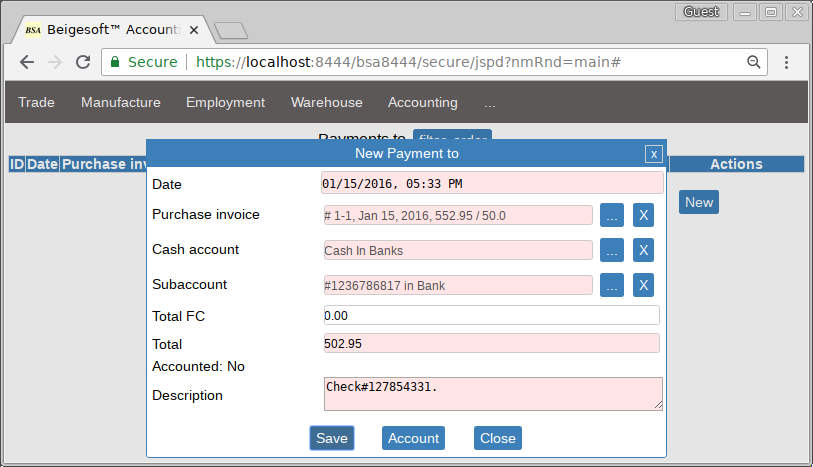 Guest
BSA Beigesoft™ Accounti
Secure https://localhost:8444/bsa8444/secure/jspd?nmRnd=main#
Trade Manufacture Employment Warehouse Accounting ...
Payments to filter, order
New Payment to x
ID Date Purchase inv Actions
Date 01/15/2016, 05:33 PM
New
Purchase invoice # 1-1, Jan 15, 2016, 552.95 / 50.0 ... X
Cash account Cash In Banks ... X
Subaccount #1236786817 in Bank ... X
Total FC 0.00
Total 502.95
Accounted: No
Description Check#127854331.
Save Account Close